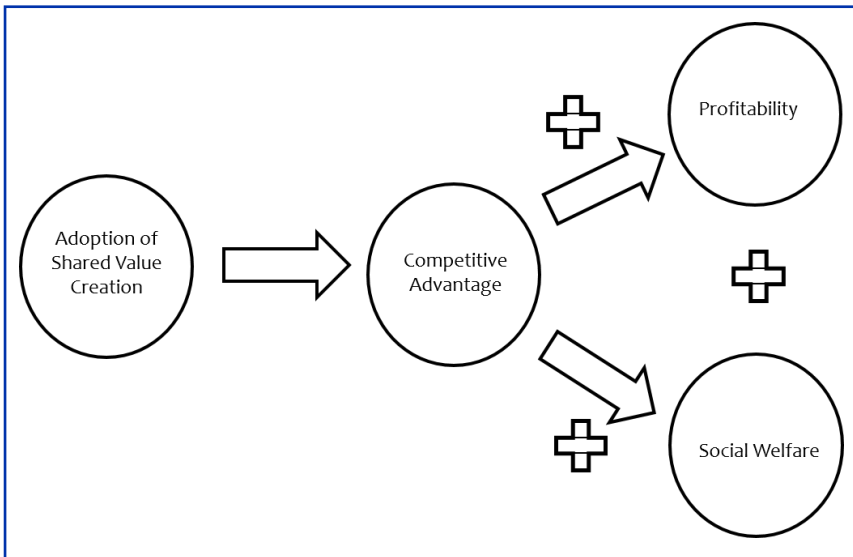 Profitability
Adoption of
Shared Value
Creation
Competitive
Advantage
Social Welfare